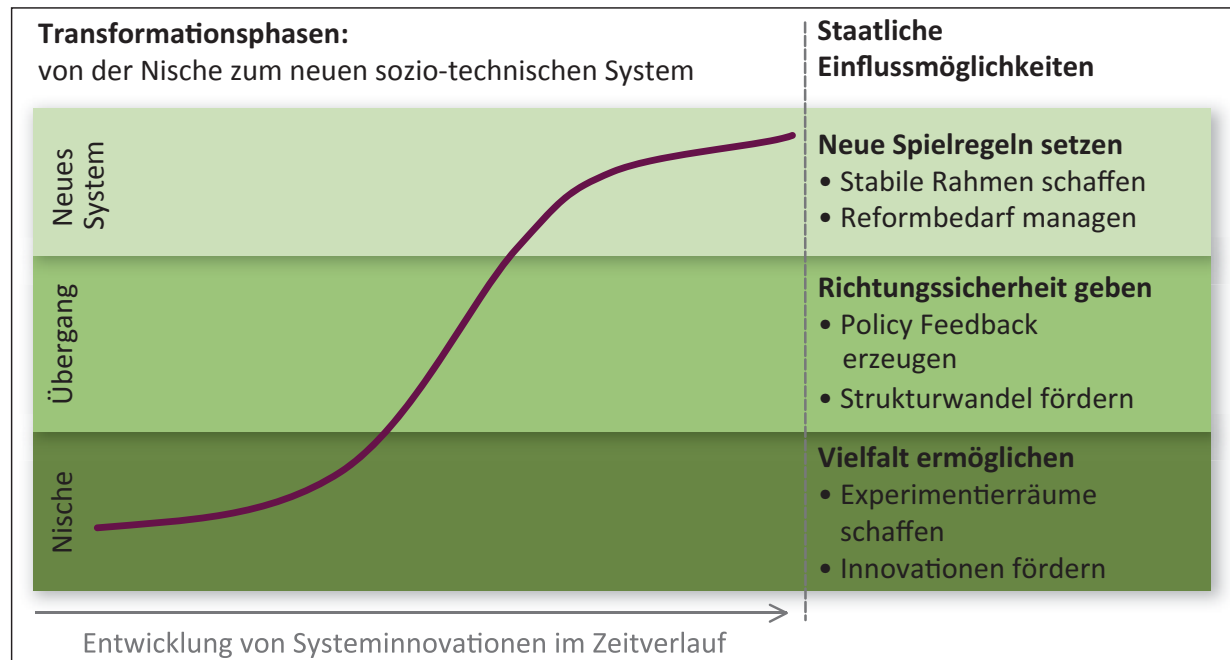 Transformationsphasen:
von der Nische zum neuen sozio-technischen System
Staatliche
Einflussmöglichkeiten
Neues
System
Neue Spielregeln setzen
• Stabile Rahmen schaffen
• Reformbedarf managen
Übergang
Richtungssicherheit geben
• Policy Feedback
erzeugen
• Strukturwandel fördern
Nische
Vielfalt ermöglichen
• Experimentierräume
schaffen
• Innovationen fördern
Entwicklung von Systeminnovationen im Zeitverlauf